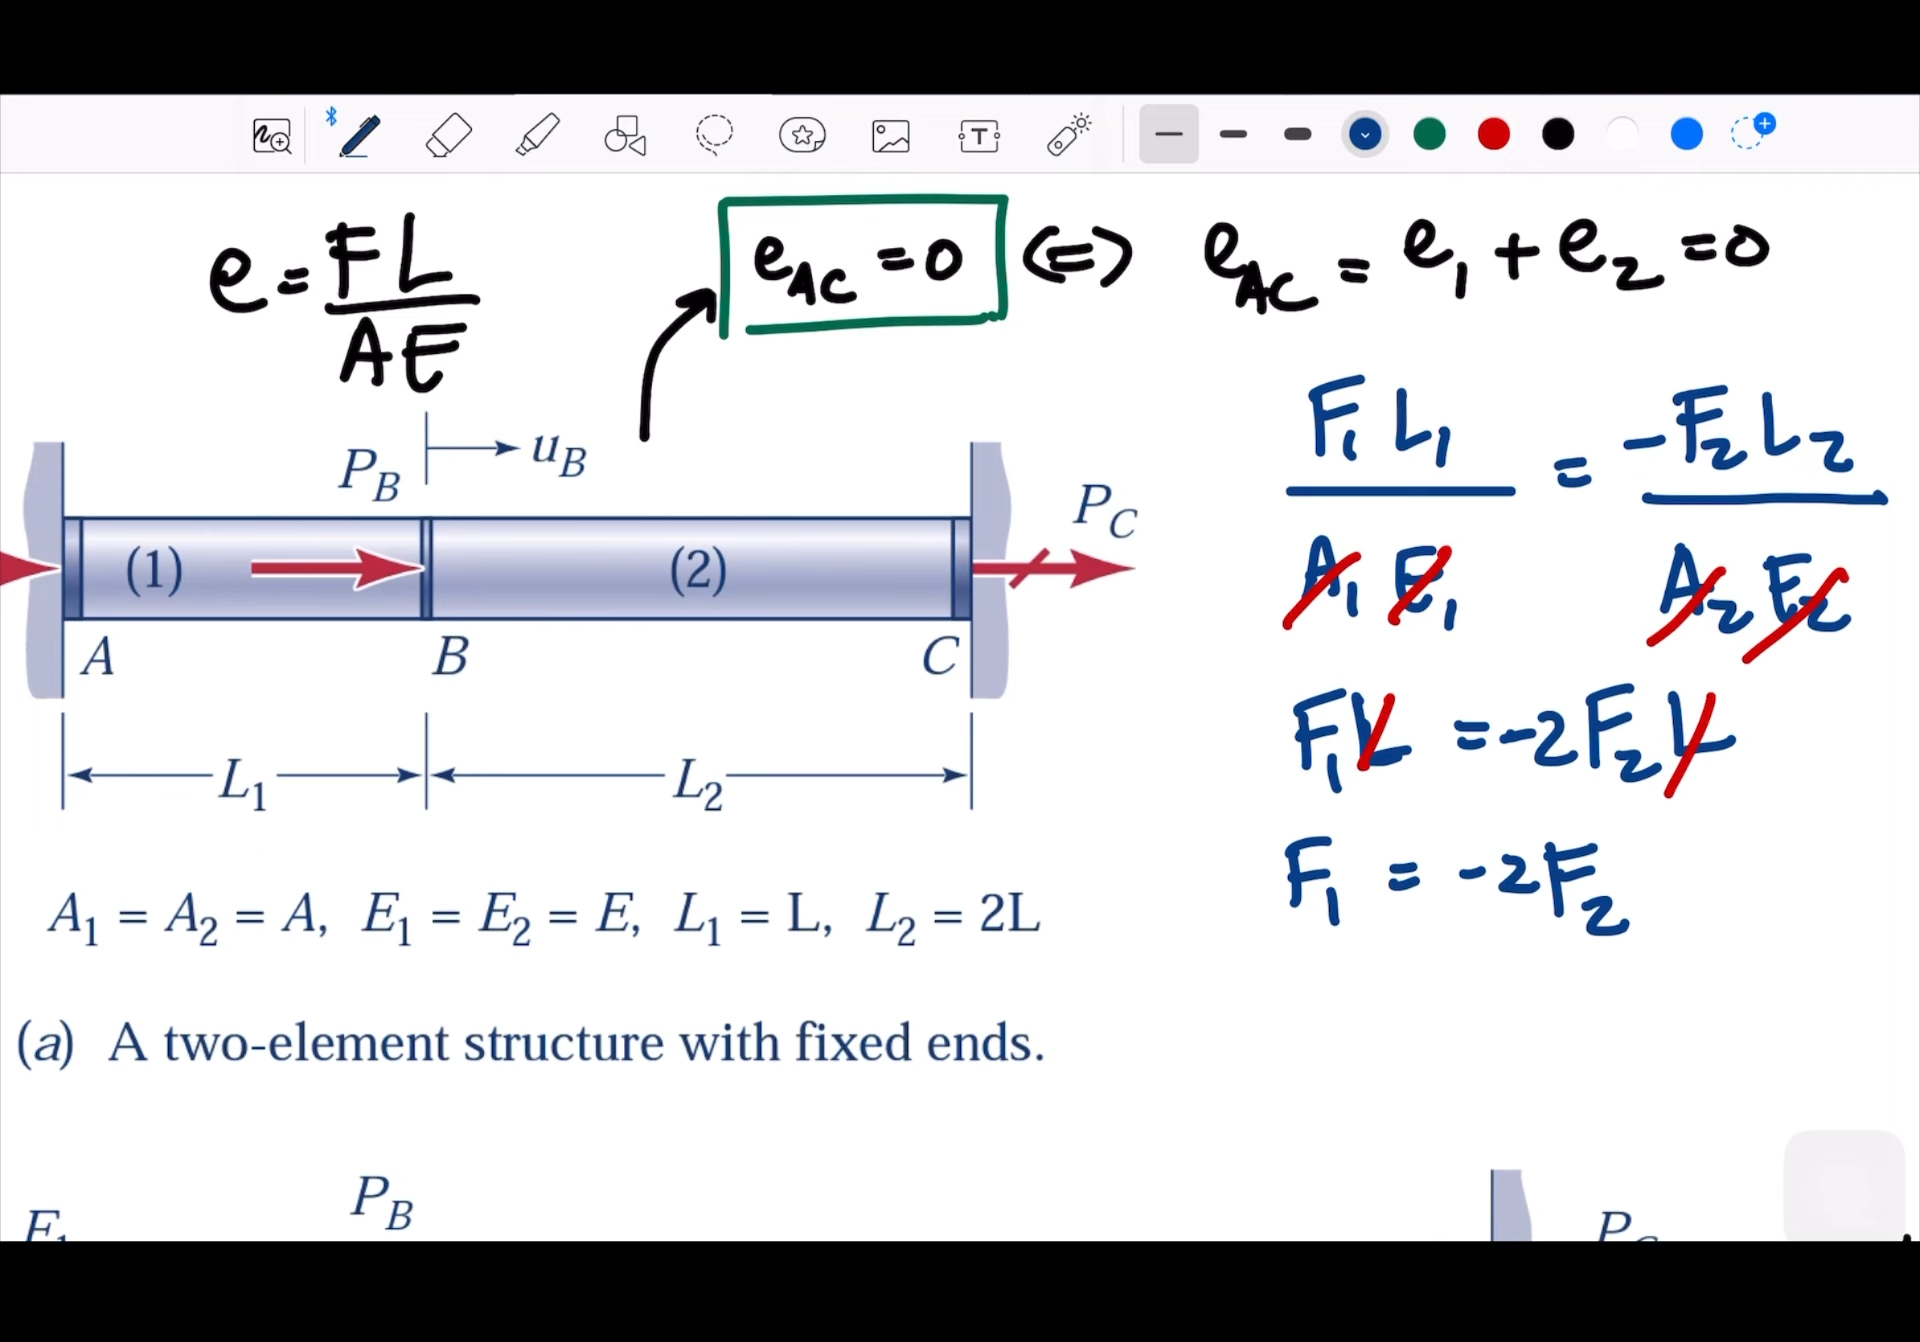 e = FL / AE
e_AC = 0 (=) e_AC = e_1 + e_2 = 0
F_1 L_1 / A_1 E_1 = -F_2 L_2 / A_2 E_2
F_1 L = -2F_2 L
F_1 = -2F_2
P_B
u_B
P_C
(1)
(2)
A
B
C
L_1
L_2
A_1 = A_2 = A, E_1 = E_2 = E, L_1 = L, L_2 = 2L
(a) A two-element structure with fixed ends.
P_B